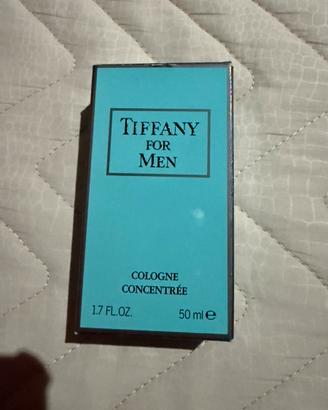 TIFFANY
FOR
MEN
COLOGNE
CONCENTRÉE
1.7 FL.OZ. 50 ml ℮